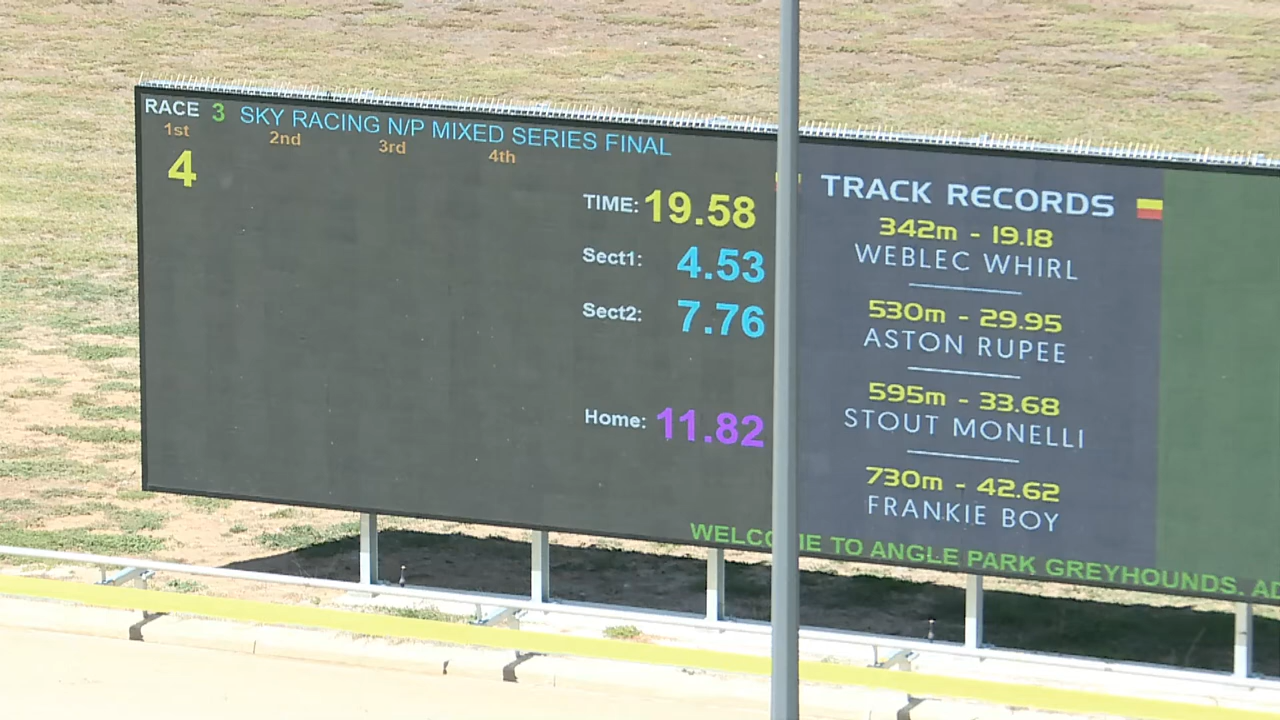 RACE 3 SKY RACING N/P MIXED SERIES FINAL
1st 2nd 3rd 4th
4
TIME: 19.58
Sect1: 4.53
Sect2: 7.76
Home: 11.82
TRACK RECORDS
342m - 19.18
WEBLEC WHIRL
530m - 29.95
ASTON RUPEE
595m - 33.68
STOUT MONELLI
730m - 42.62
FRANKIE BOY
WELCOME TO ANGLE PARK GREYHOUNDS. AD